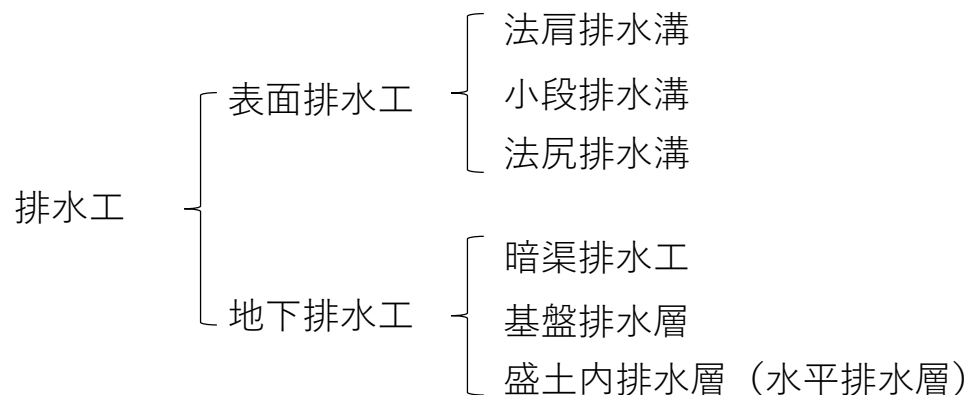 排水工
表面排水工
法肩排水溝
小段排水溝
法尻排水溝
地下排水工
暗渠排水工
基盤排水層
盛土内排水層（水平排水層）